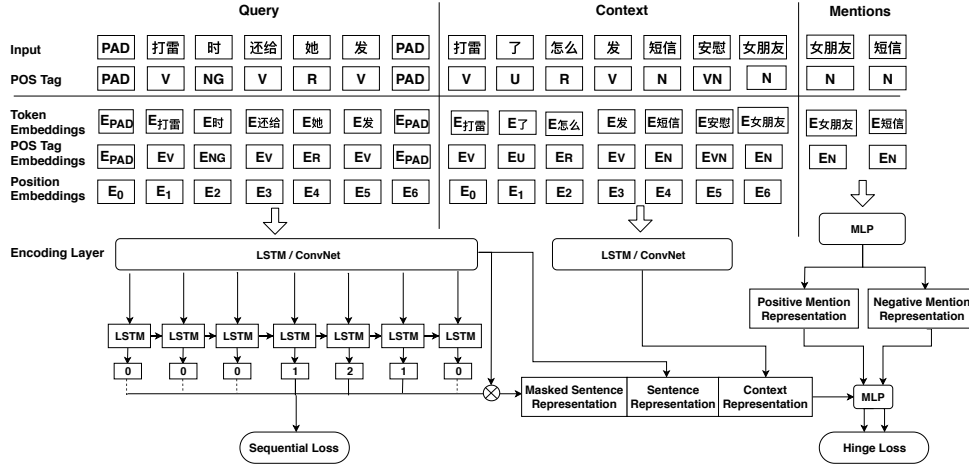 Query Context Mentions
Input PAD 打雷 时 还给 她 发 PAD 打雷 了 怎么 发 短信 安慰 女朋友 女朋友 短信
POS Tag PAD V NG V R V PAD V U R V N VN N N N
Token Embeddings EPAD E打雷 E时 E还给 E她 E发 EPAD E打雷 E了 E怎么 E发 E短信 E安慰 E女朋友 E女朋友 E短信
POS Tag Embeddings EPAD EV ENG EV ER EV EPAD EV EU ER EV EN EVN EN EN EN
Position Embeddings E0 E1 E2 E3 E4 E5 E6 E0 E1 E2 E3 E4 E5 E6
MLP
Encoding Layer LSTM / ConvNet LSTM / ConvNet
Positive Mention Representation Negative Mention Representation
LSTM LSTM LSTM LSTM LSTM LSTM LSTM
0 0 0 1 2 1 0
Masked Sentence Representation Sentence Representation Context Representation MLP
Sequential Loss Hinge Loss